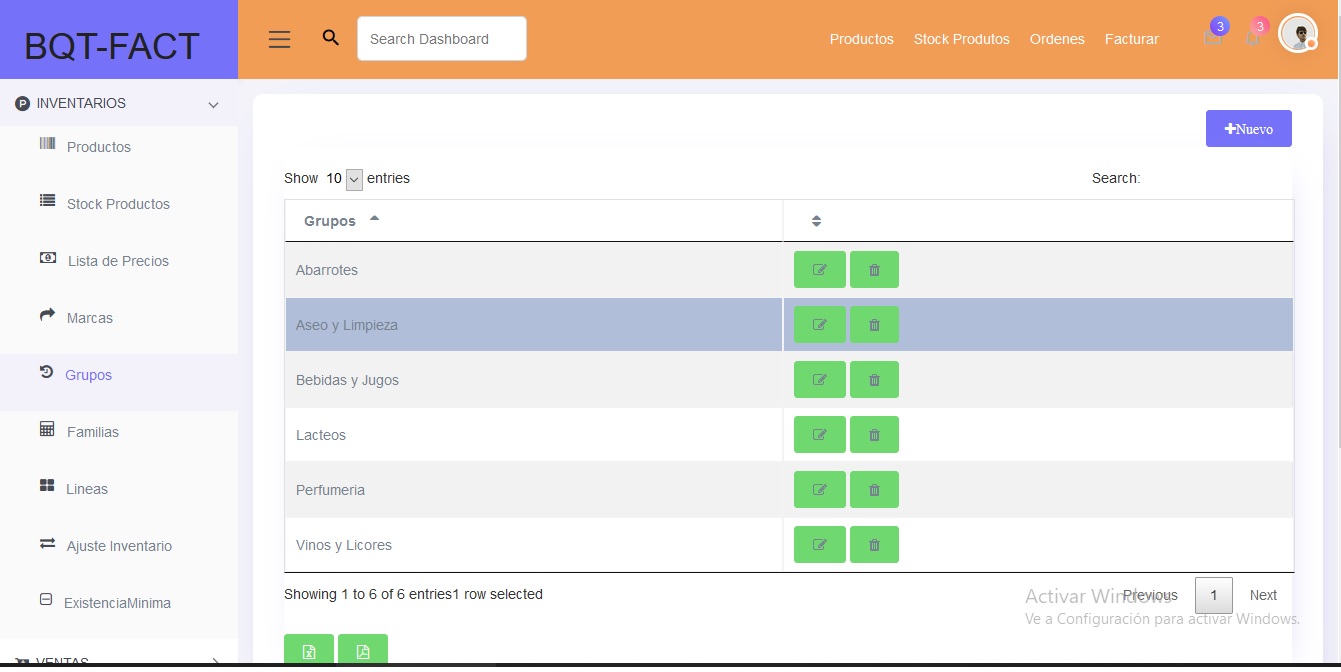 BQT-FACT
Search Dashboard
Productos Stock Produtos Ordenes Facturar
3
3
P INVENTARIOS
Productos
Stock Productos
Lista de Precios
Marcas
Grupos
Familias
Lineas
Ajuste Inventario
ExistenciaMinima
VENTAS
Nuevo
Show 10 entries
Search:
Grupos
Abarrotes
Aseo y Limpieza
Bebidas y Jugos
Lacteos
Perfumeria
Vinos y Licores
Showing 1 to 6 of 6 entries1 row selected
Previous 1 Next
Activar Windows
Ve a Configuración para activar Windows.